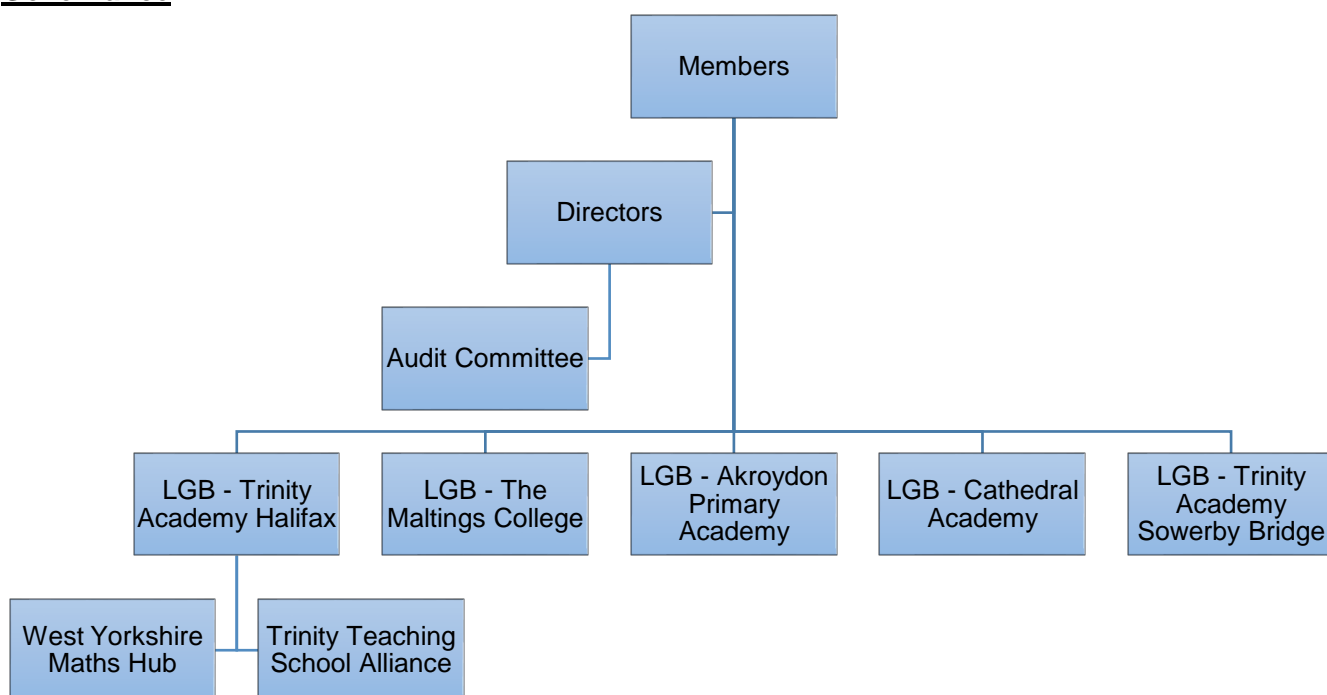 Members
Directors
Audit Committee
LGB - Trinity
Academy Halifax
LGB - The
Maltings College
LGB - Akroydon
Primary
Academy
LGB - Cathedral
Academy
LGB - Trinity
Academy
Sowerby Bridge
West Yorkshire
Maths Hub
Trinity Teaching
School Alliance